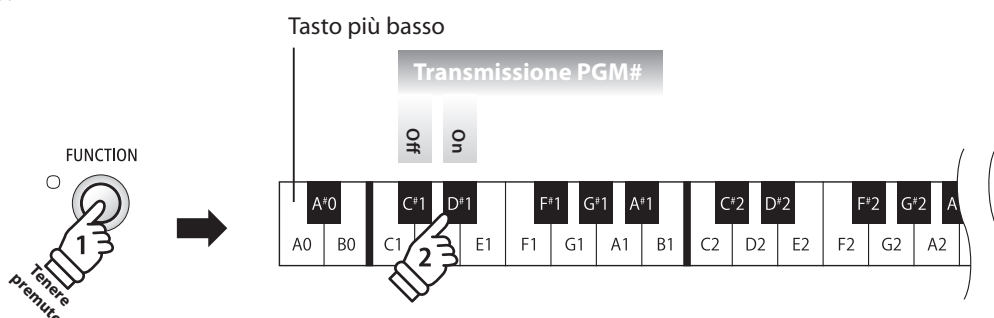 Tasto più basso
Transmissione PGM#
Off On
FUNCTION
A#0 C#1 D#1 F#1 G#1 A#1 C#2 D#2 F#2 G#2 A
A0 B0 C1 E1 F1 G1 A1 B1 C2 D2 E2 F2 G2 A2
1
2
Tenere
premuto